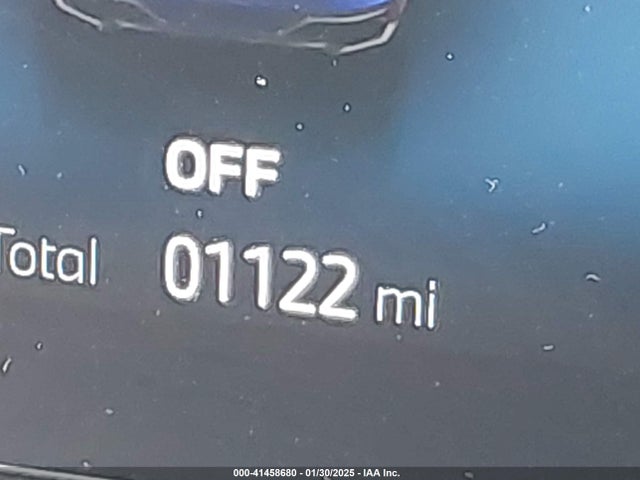 OFF
Total 01122 mi
000-41458680 - 01/30/2025 - IAA Inc.